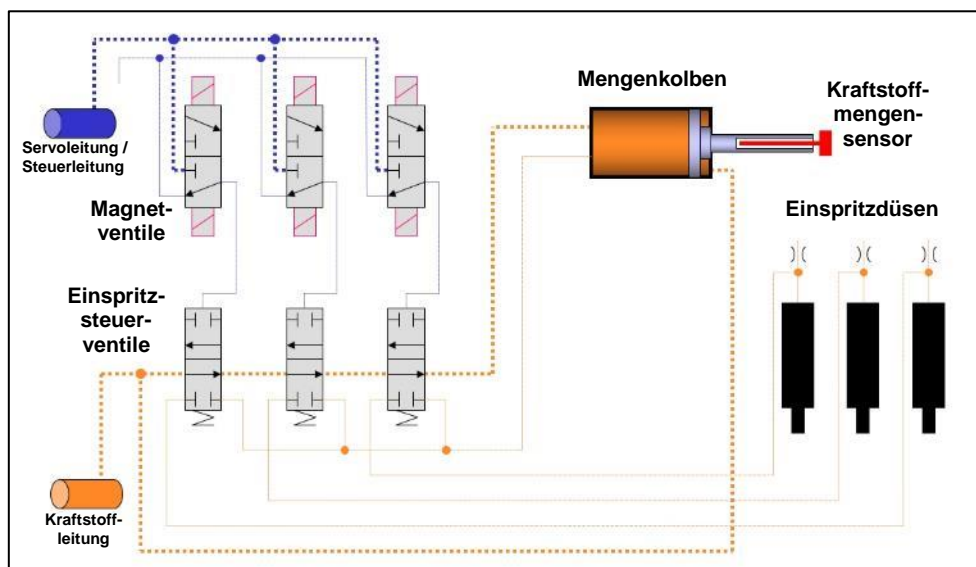 Servoleitung /
Steuerleitung
Magnet-
ventile
Einspritz-
steuer-
ventile
Kraftstoff-
leitung
Mengenkolben
Kraftstoff-
mengen-
sensor
Einspritzdüsen